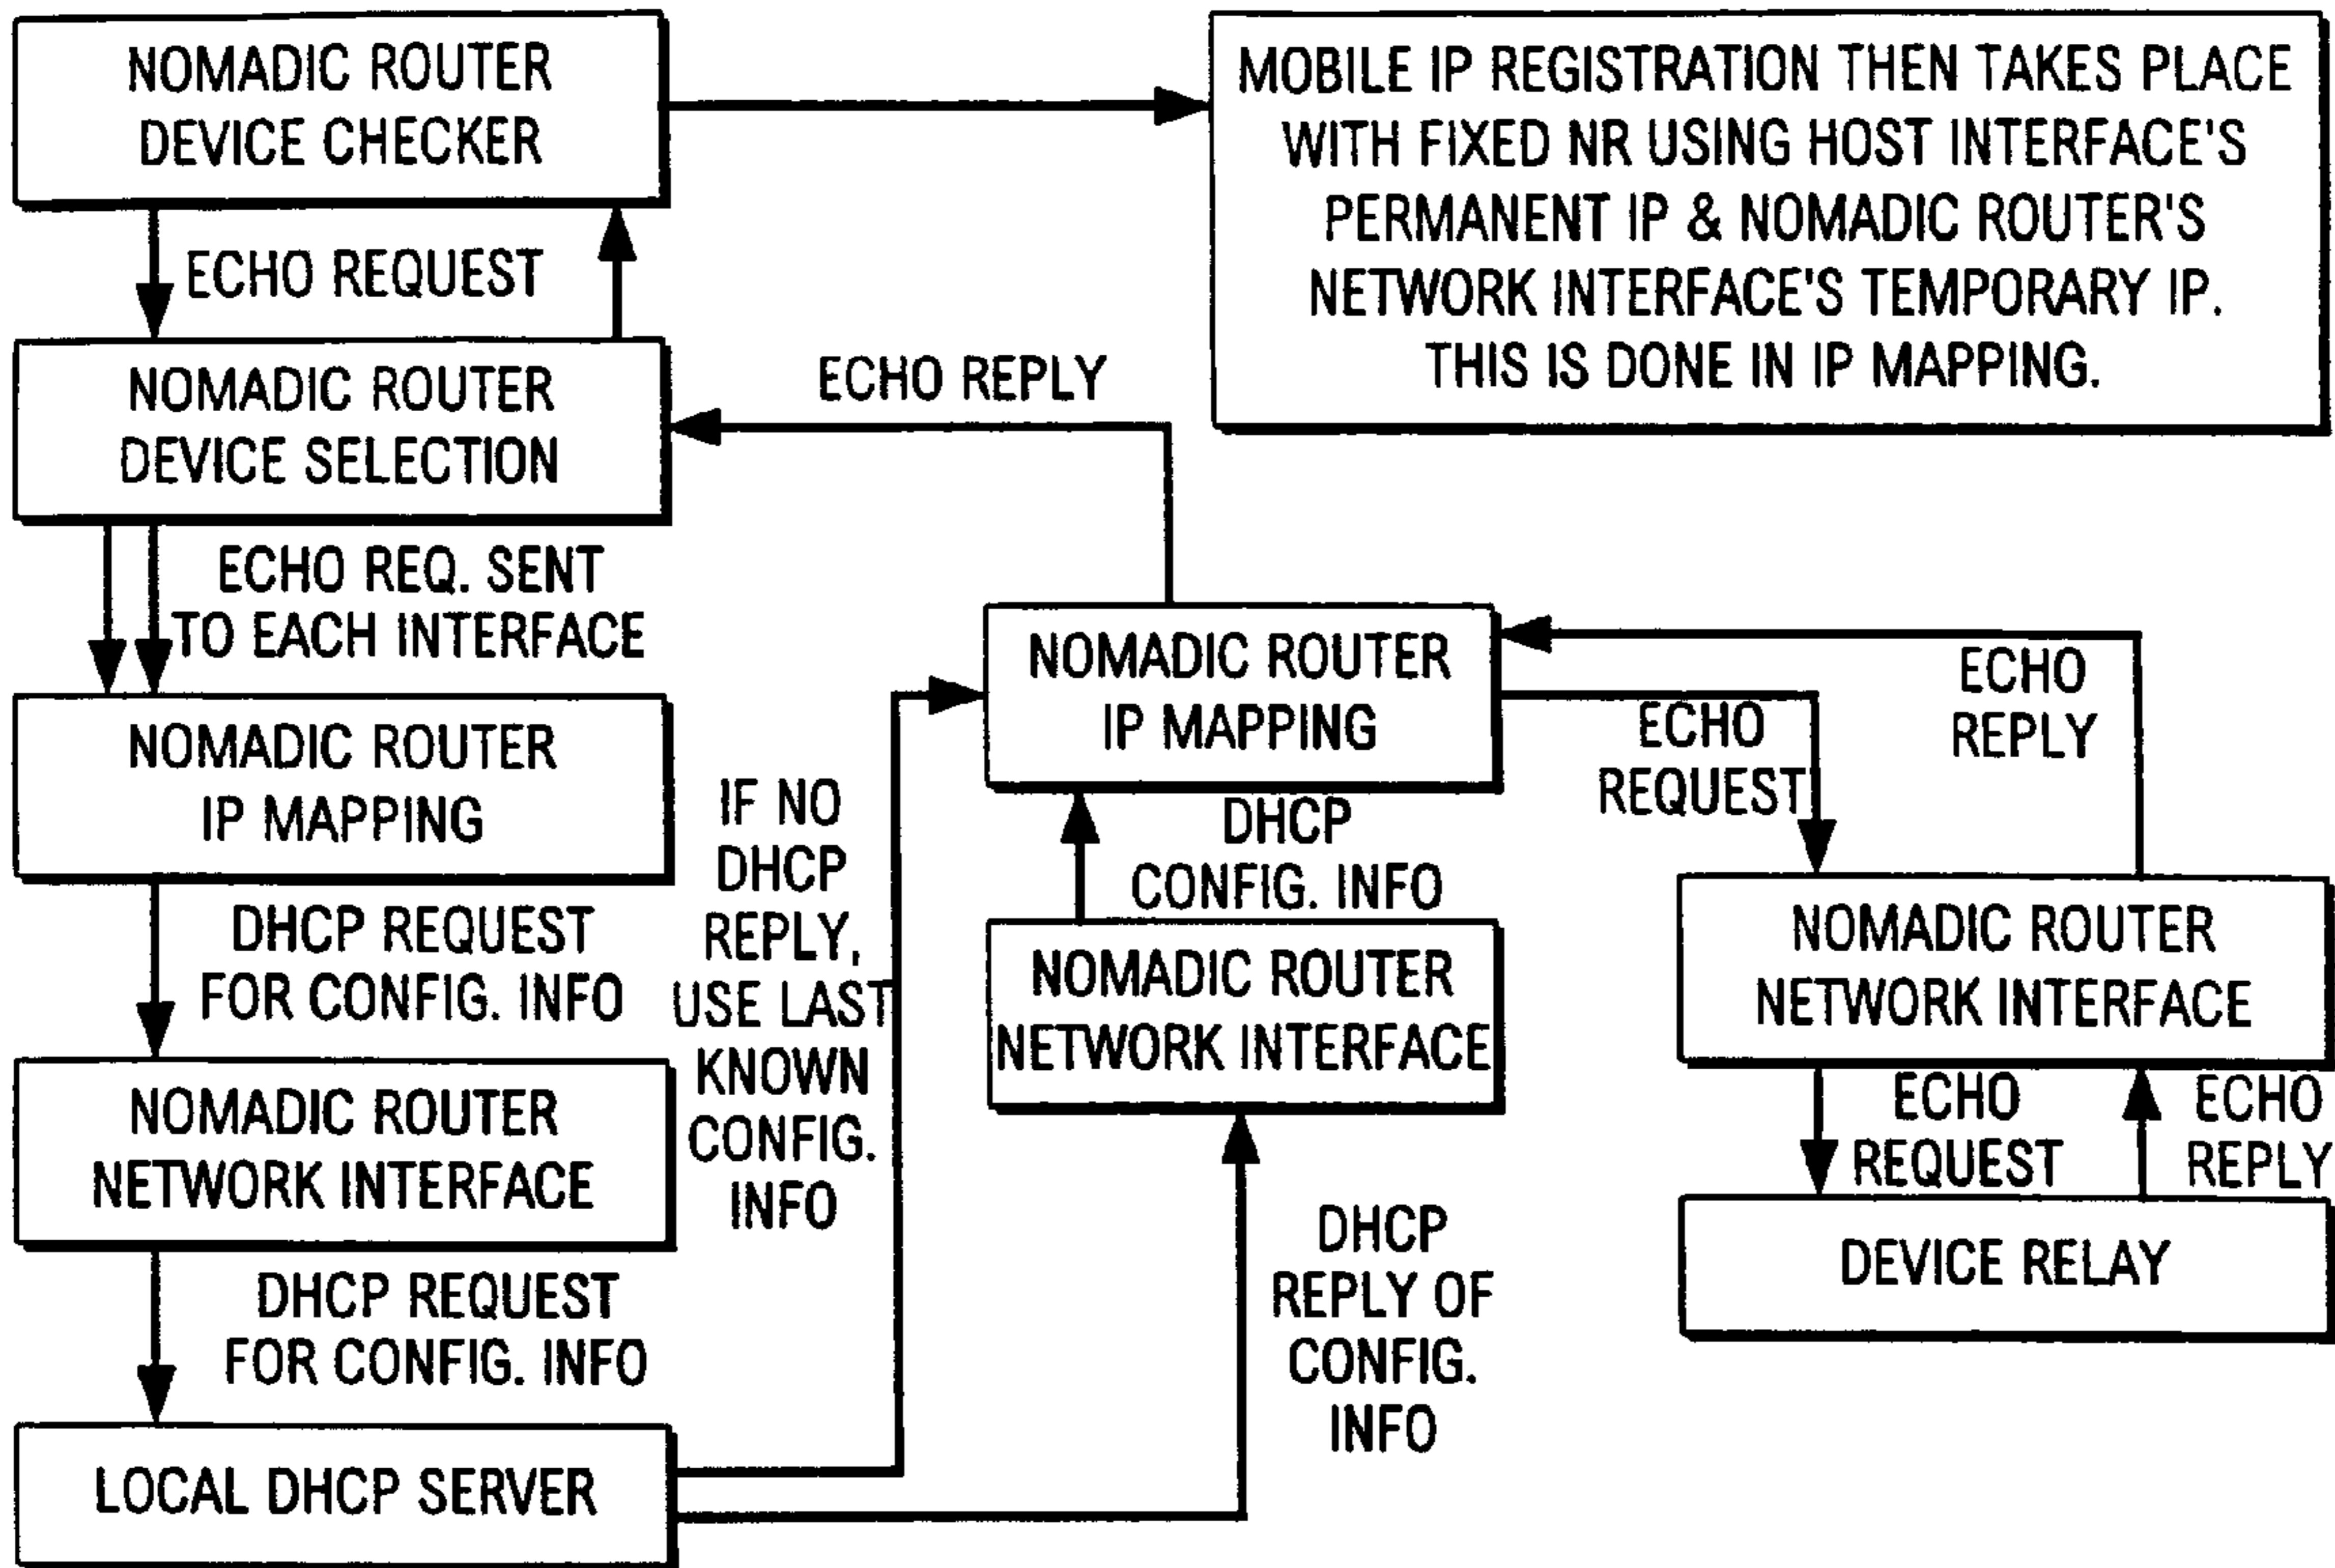 NOMADIC ROUTER
DEVICE CHECKER
MOBILE IP REGISTRATION THEN TAKES PLACE
WITH FIXED NR USING HOST INTERFACE'S
PERMANENT IP & NOMADIC ROUTER'S
NETWORK INTERFACE'S TEMPORARY IP.
THIS IS DONE IN IP MAPPING.
ECHO REQUEST
NOMADIC ROUTER
DEVICE SELECTION
ECHO REPLY
ECHO REQ. SENT
TO EACH INTERFACE
NOMADIC ROUTER
IP MAPPING
DHCP REQUEST
FOR CONFIG. INFO
NOMADIC ROUTER
NETWORK INTERFACE
DHCP REQUEST
FOR CONFIG. INFO
LOCAL DHCP SERVER
IF NO
DHCP
REPLY,
USE LAST
KNOWN
CONFIG.
INFO
NOMADIC ROUTER
IP MAPPING
DHCP
CONFIG. INFO
NOMADIC ROUTER
NETWORK INTERFACE
DHCP
REPLY OF
CONFIG.
INFO
ECHO
REQUEST
ECHO
REPLY
NOMADIC ROUTER
NETWORK INTERFACE
ECHO
REQUEST
ECHO
REPLY
DEVICE RELAY